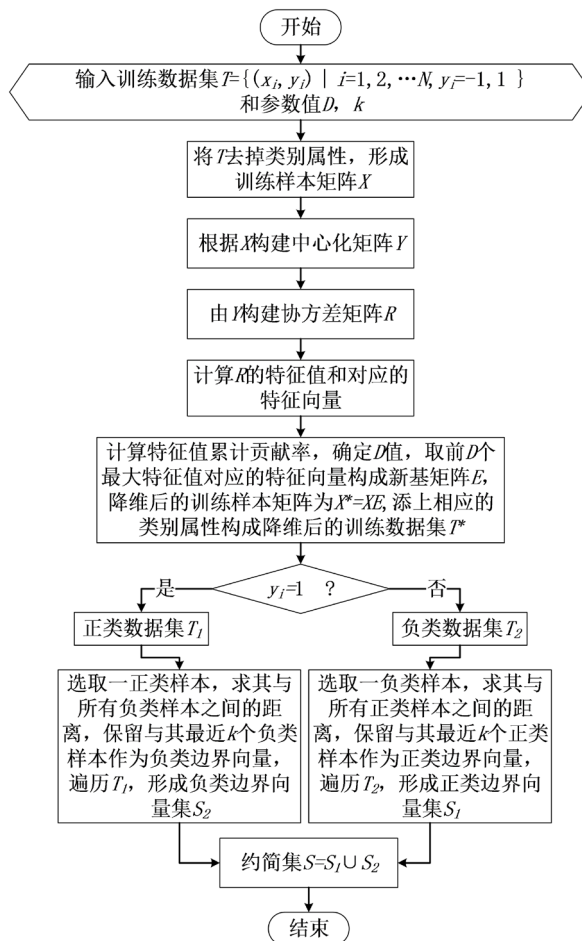 开始
输入训练数据集T={(xᵢ, yᵢ) | i=1,2,…N, yᵢ=-1,1 }
和参数值D，k
将T去掉类别属性，形成
训练样本矩阵X
根据X构建中心化矩阵Y
由Y构建协方差矩阵R
计算R的特征值和对应的
特征向量
计算特征值累计贡献率，确定D值，取前D个
最大特征值对应的特征向量构成新基矩阵E，
降维后的训练样本矩阵为X*=XE,添上相应的
类别属性构成降维后的训练数据集T*
是
yᵢ=1 ？
否
正类数据集T₁
负类数据集T₂
选取一正类样本，求其与
所有负类样本之间的距
离，保留与其最近k个负类
样本作为负类边界向量，
遍历T₁，形成负类边界向
量集S₂
选取一负类样本，求其与
所有正类样本之间的距
离，保留与其最近k个正类
样本作为正类边界向量，
遍历T₂，形成正类边界向
量集S₁
约简集S=S₁∪S₂
结束